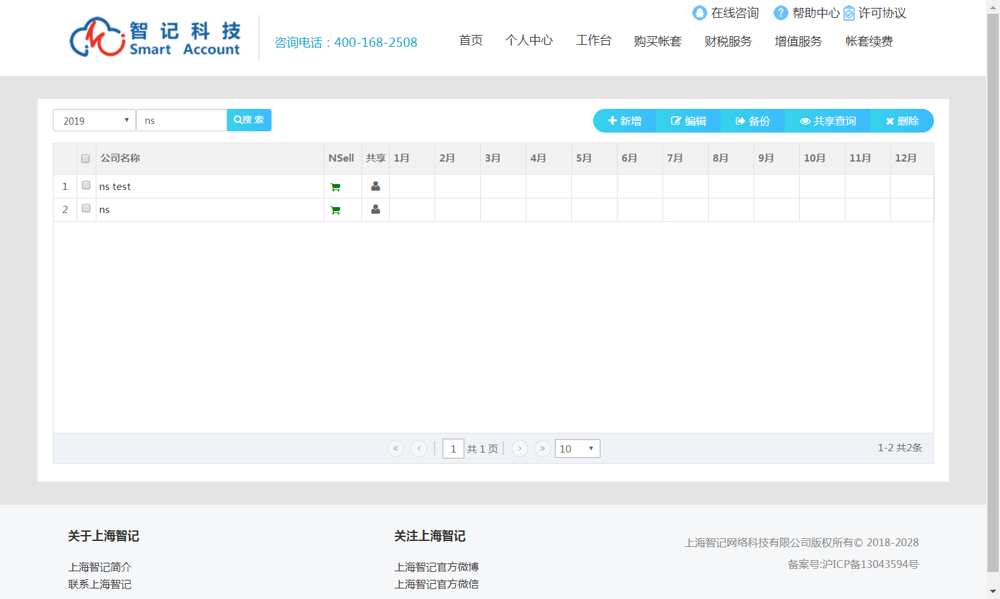 在线咨询 帮助中心 许可协议
智记科技
Smart Account
咨询电话：400-168-2508
首页 个人中心 工作台 购买帐套 财税服务 增值服务 帐套续费
2019 ns 搜 索
新增 编辑 备份 共享查询 删除
公司名称 NSell 共享 1月 2月 3月 4月 5月 6月 7月 8月 9月 10月 11月 12月
1 ns test
2 ns
1 共 1 页 10 1-2 共2条
关于上海智记
上海智记简介
联系上海智记
关注上海智记
上海智记官方微博
上海智记官方微信
上海智记网络科技有限公司版权所有© 2018-2028
备案号:沪ICP备13043594号